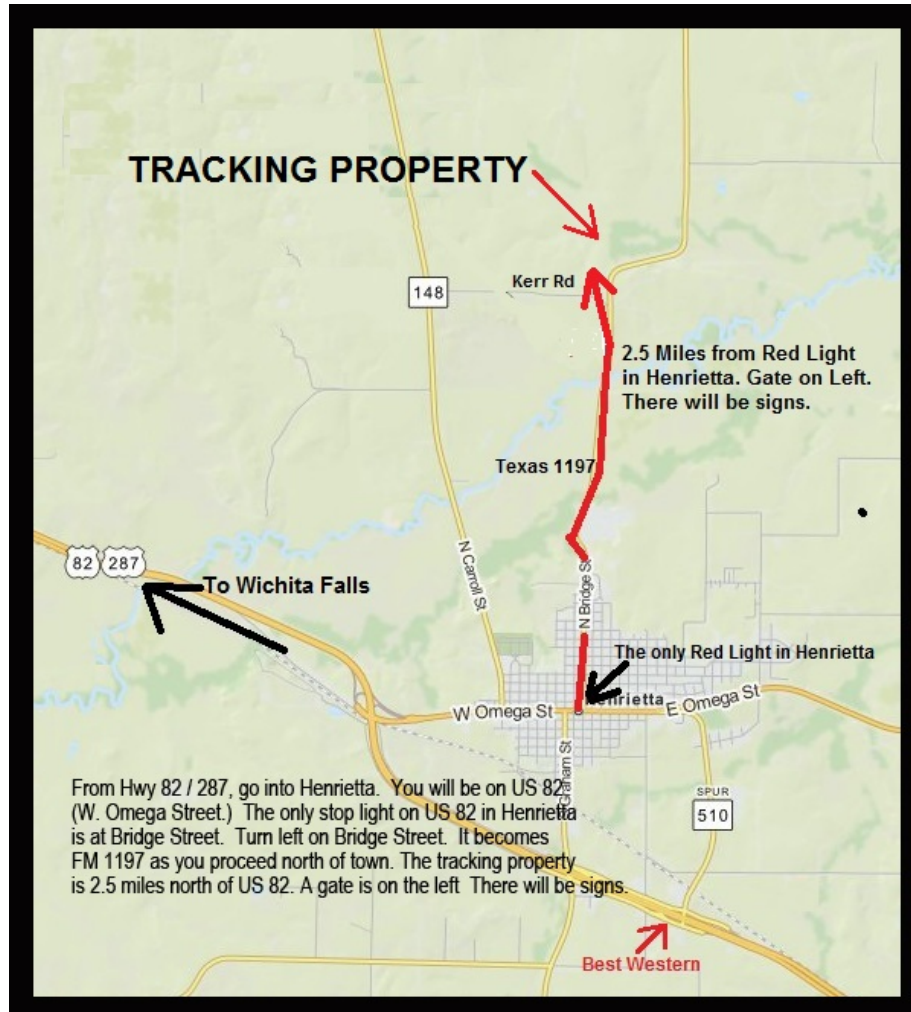 TRACKING PROPERTY
Kerr Rd
148
2.5 Miles from Red Light
in Henrietta. Gate on Left.
There will be signs.
Texas 1197
82 287
To Wichita Falls
N Carroll St
N Bridge St
The only Red Light in Henrietta
Henrietta
W Omega St
E Omega St
Graham St
SPUR
510
From Hwy 82 / 287, go into Henrietta. You will be on US 82
(W. Omega Street.) The only stop light on US 82 in Henrietta
is at Bridge Street. Turn left on Bridge Street. It becomes
FM 1197 as you proceed north of town. The tracking property
is 2.5 miles north of US 82. A gate is on the left There will be signs.
Best Western